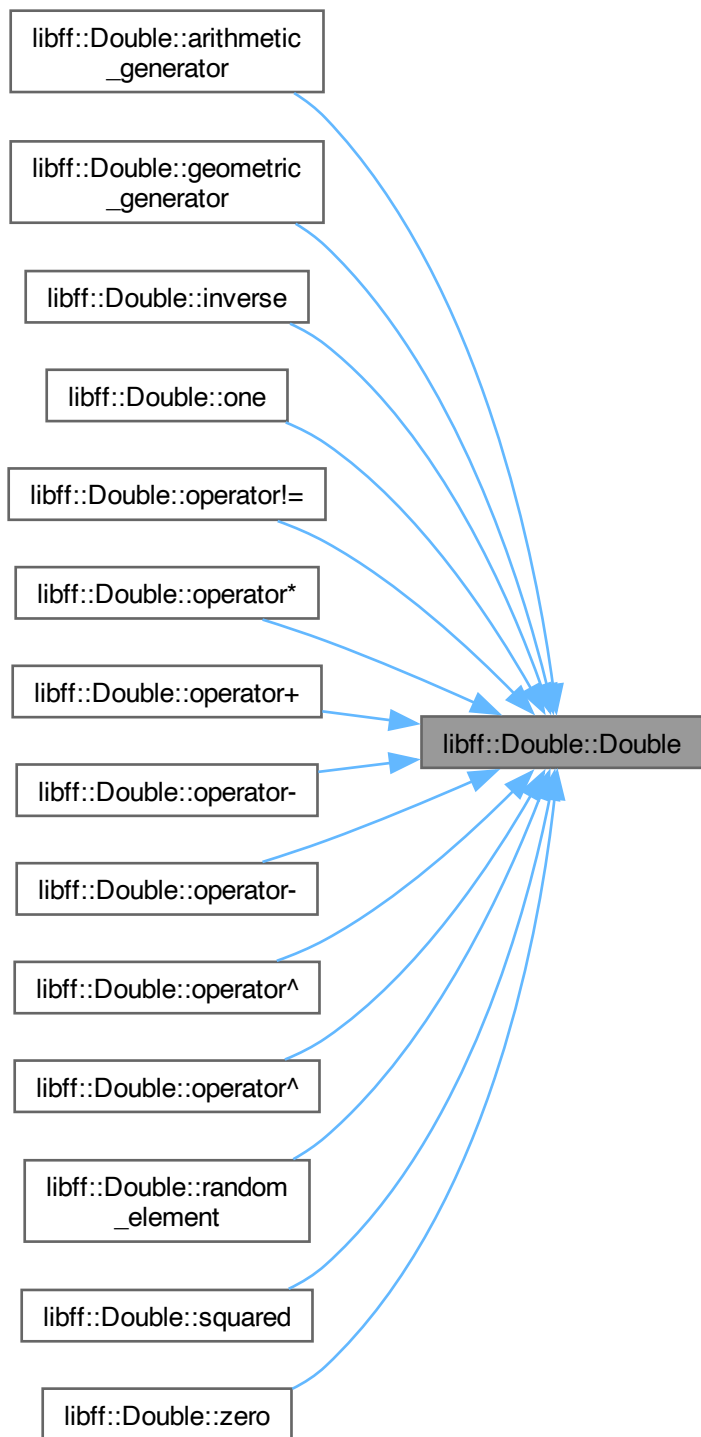 libff::Double::arithmetic
_generator
libff::Double::geometric
_generator
libff::Double::inverse
libff::Double::one
libff::Double::operator!=
libff::Double::operator*
libff::Double::operator+
libff::Double::Double
libff::Double::operator-
libff::Double::operator-
libff::Double::operator^
libff::Double::operator^
libff::Double::random
_element
libff::Double::squared
libff::Double::zero